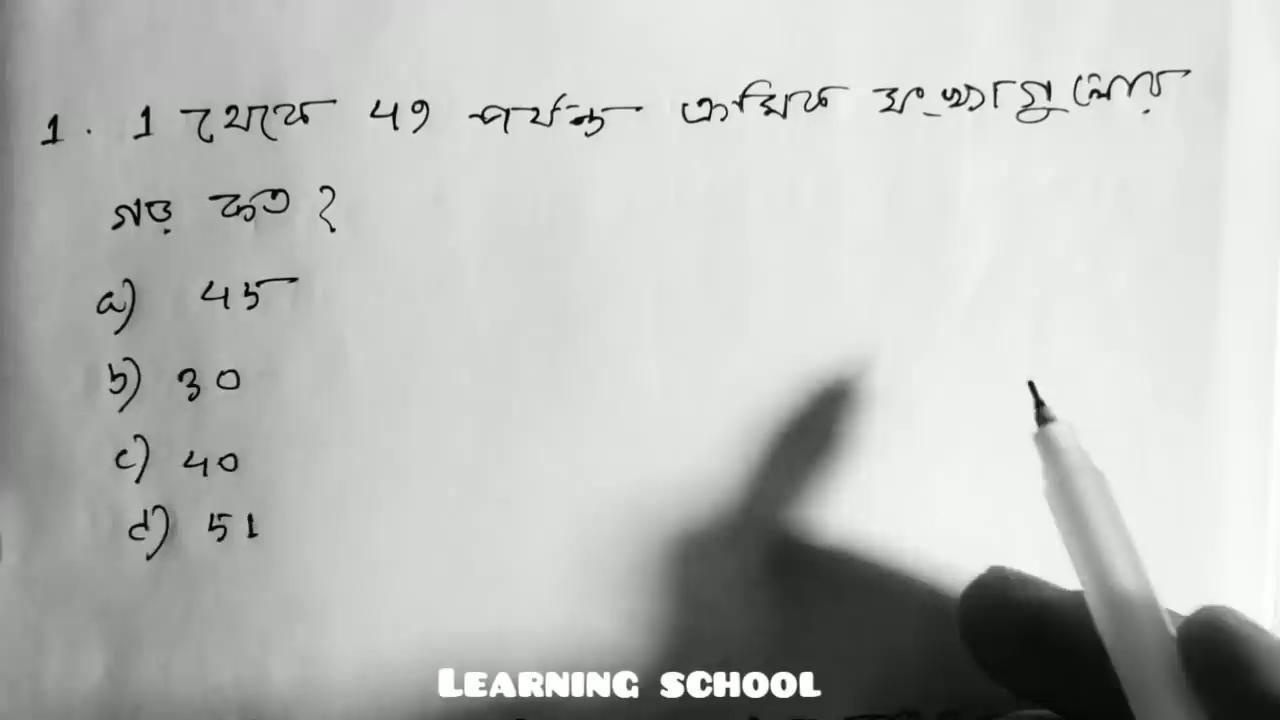 1. 1 থেকে 49 পর্যন্ত ক্রমিক সংখ্যাগুলোর
গড় কত?
a) 45
b) 30
c) 40
d) 51
LEARNING SCHOOL